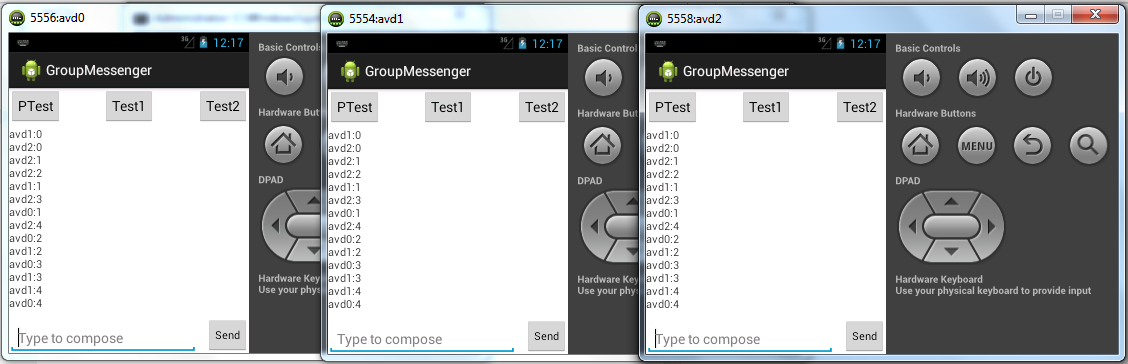 5556:avd0
3G 12:17
GroupMessenger
PTest Test1 Test2
avd1:0
avd2:0
avd2:1
avd2:2
avd1:1
avd2:3
avd0:1
avd2:4
avd0:2
avd1:2
avd0:3
avd1:3
avd1:4
avd0:4
Type to compose Send
Basic Controls
Hardware But
DPAD
Hardware Key
Use your phys
5554:avd1
3G 12:17
GroupMessenger
PTest Test1 Test2
avd1:0
avd2:0
avd2:1
avd2:2
avd1:1
avd2:3
avd0:1
avd2:4
avd0:2
avd1:2
avd0:3
avd1:3
avd1:4
avd0:4
Type to compose Send
Basic Controls
Hardware But
DPAD
Hardware Key
Use your phys
5558:avd2
3G 12:17
GroupMessenger
PTest Test1 Test2
avd1:0
avd2:0
avd2:1
avd2:2
avd1:1
avd2:3
avd0:1
avd2:4
avd0:2
avd1:2
avd0:3
avd1:3
avd1:4
avd0:4
Type to compose Send
Basic Controls
Hardware Buttons
MENU
DPAD
Hardware Keyboard
Use your physical keyboard to provide input